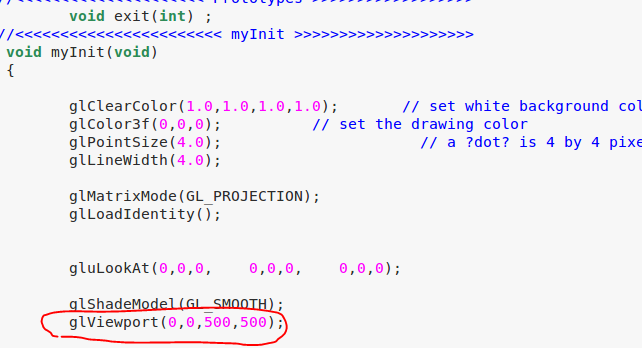 void exit(int) ;
//<<<<<<<<<<<<<<<<<<<<<<< myInit >>>>>>>>>>>>>>>>>>>>
void myInit(void)
{
glClearColor(1.0,1.0,1.0,1.0); // set white background col
glColor3f(0,0,0); // set the drawing color
glPointSize(4.0); // a ?dot? is 4 by 4 pixe
glLineWidth(4.0);
glMatrixMode(GL_PROJECTION);
glLoadIdentity();
gluLookAt(0,0,0, 0,0,0, 0,0,0);
glShadeModel(GL_SMOOTH);
glViewport(0,0,500,500);